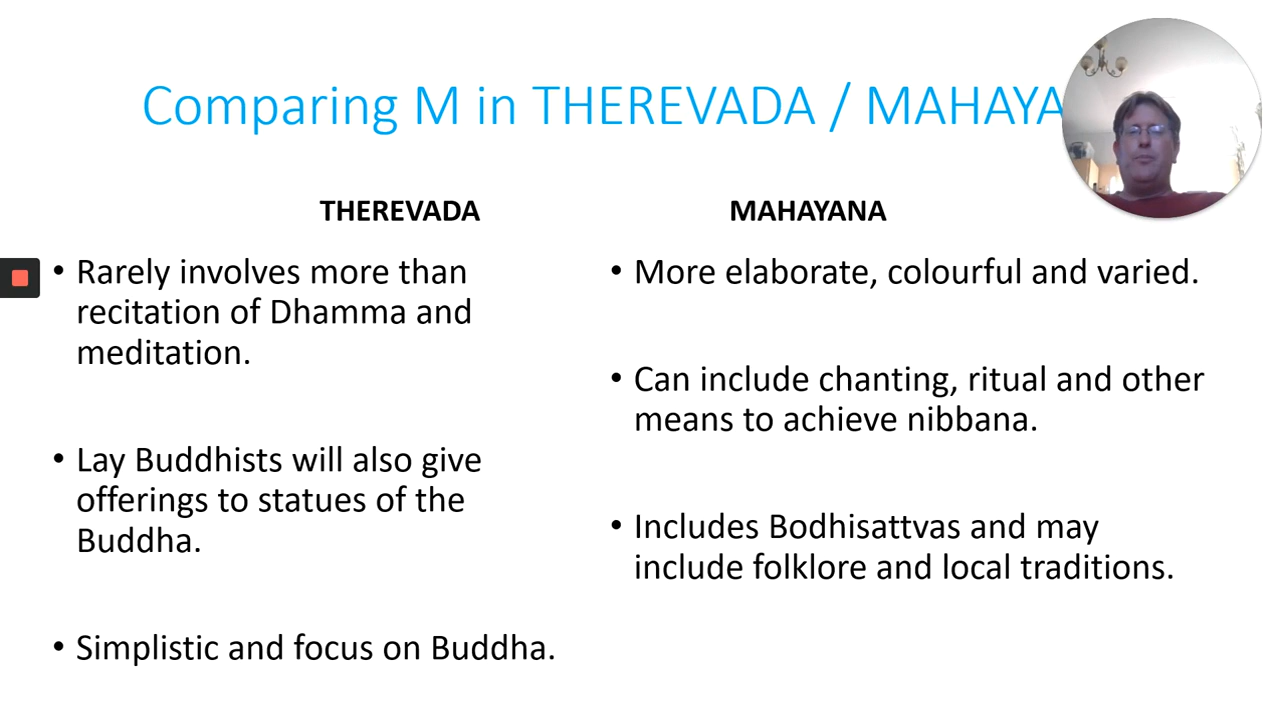 Comparing M in THEREVADA / MAHAYA
THEREVADA
• Rarely involves more than
recitation of Dhamma and
meditation.
• Lay Buddhists will also give
offerings to statues of the
Buddha.
• Simplistic and focus on Buddha.
MAHAYANA
• More elaborate, colourful and varied.
• Can include chanting, ritual and other
means to achieve nibbana.
• Includes Bodhisattvas and may
include folklore and local traditions.